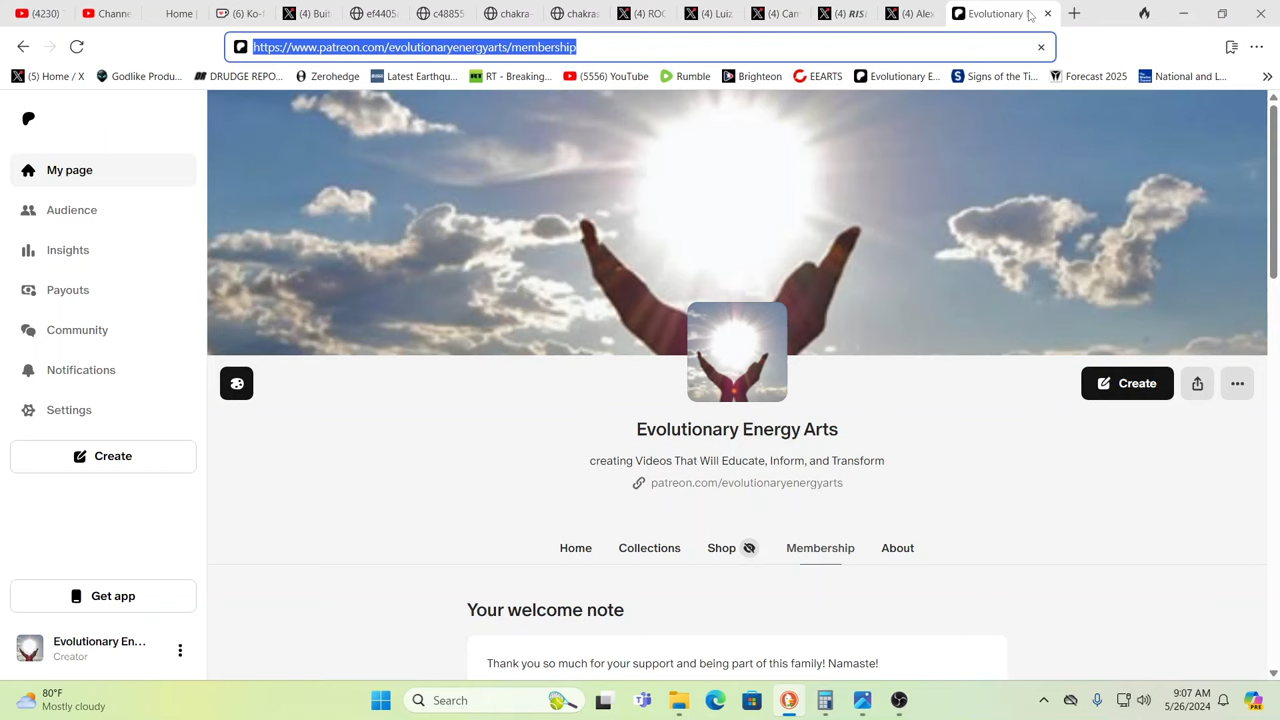 (4230)
Channe
Home
(6) Ko-f
(4) Buit
ef4405
c48855
chakra
chakras
(4) ROC
(4) Luiz
(4) Cam
(4) RIS
(4) Alex
Evolutionary
https://www.patreon.com/evolutionaryenergyarts/membership
(5) Home / X
Godlike Produ...
DRUDGE REPO...
Zerohedge
Latest Earthqu...
RT - Breaking...
(5556) YouTube
Rumble
Brighteon
EEARTS
Evolutionary E...
Signs of the Ti...
Forecast 2025
National and L...
My page
Audience
Insights
Payouts
Community
Notifications
Settings
Create
Create
Evolutionary Energy Arts
creating Videos That Will Educate, Inform, and Transform
patreon.com/evolutionaryenergyarts
Home Collections Shop Membership About
Your welcome note
Thank you so much for your support and being part of this family! Namaste!
Get app
Evolutionary En...
Creator
80°F
Mostly cloudy
Search
9:07 AM
5/26/2024